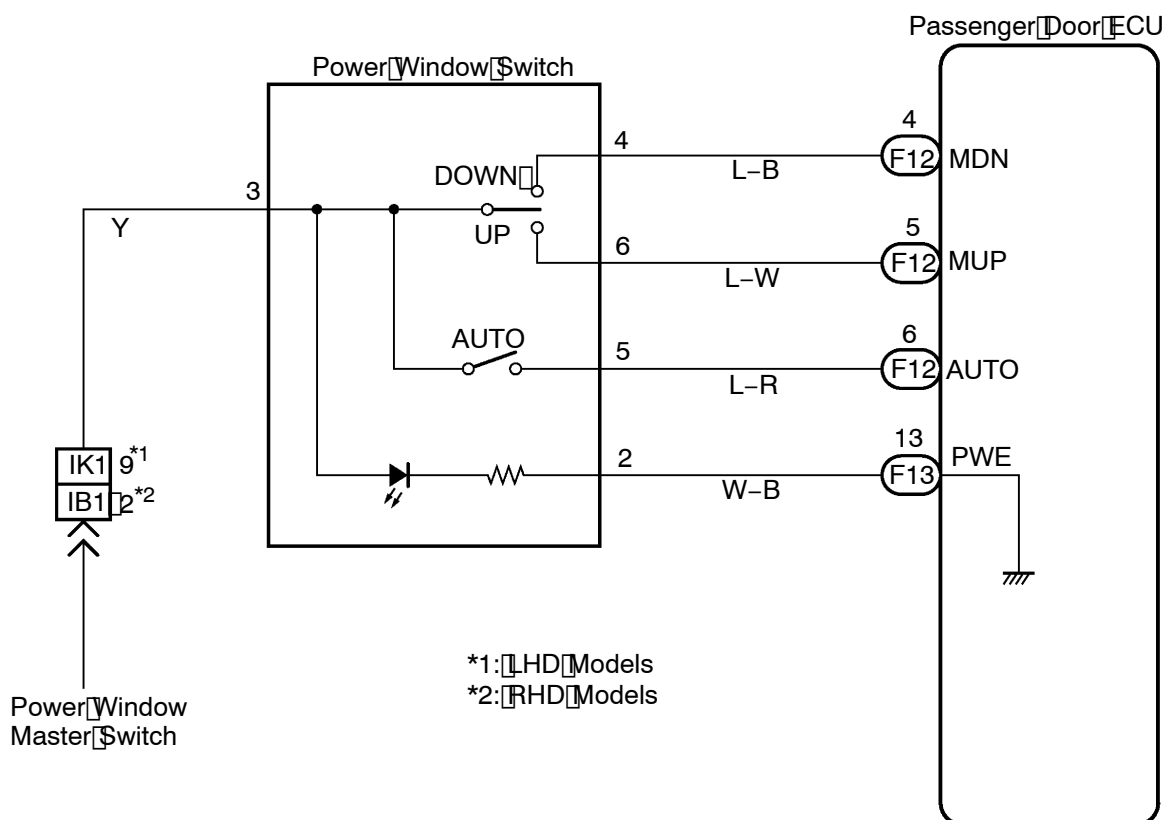 Passenger Door ECU
Power Window Switch
4
4
F12
MDN
DOWN
L–B
3
Y
UP
5
6
F12
MUP
L–W
AUTO
6
5
F12
AUTO
L–R
13
2
F13
PWE
W–B
IK1 9*1
IB1 2*2
*1: LHD Models
*2: RHD Models
Power Window
Master Switch